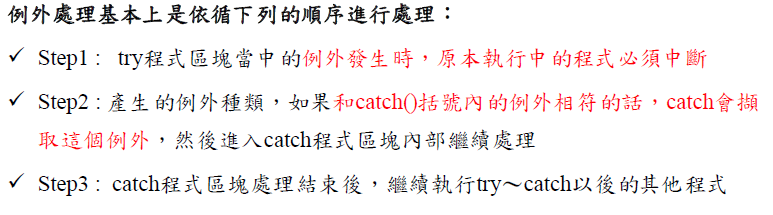 例外處理基本上是依循下列的順序進行處理：
✓ Step1 : try程式區塊當中的例外發生時，原本執行中的程式必須中斷
✓ Step2 : 產生的例外種類，如果和catch()括號內的例外相符的話，catch會擷
取這個例外，然後進入catch程式區塊內部繼續處理
✓ Step3 : catch程式區塊處理結束後，繼續執行try～catch以後的其他程式